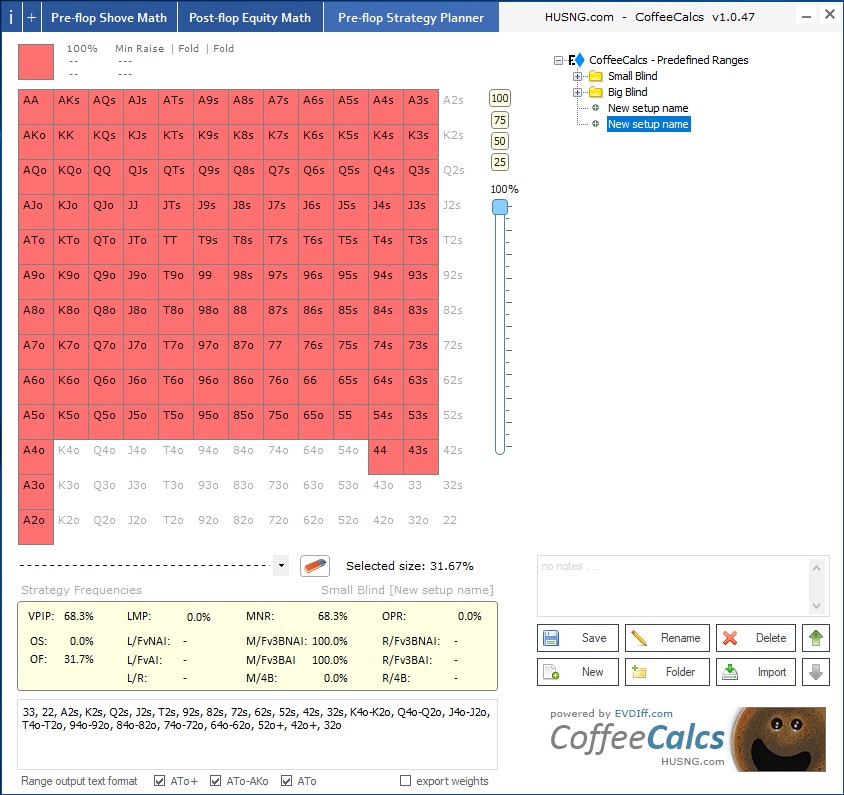 i + Pre-flop Shove Math Post-flop Equity Math Pre-flop Strategy Planner HUSNG.com - CoffeeCalcs v1.0.47
100% Min Raise | Fold | Fold
-- ---
-- ---
AA AKs AQs AJs ATs A9s A8s A7s A6s A5s A4s A3s A2s
AKo KK KQs KJs KTs K9s K8s K7s K6s K5s K4s K3s K2s
AQo KQo QQ QJs QTs Q9s Q8s Q7s Q6s Q5s Q4s Q3s Q2s
AJo KJo QJo JJ JTs J9s J8s J7s J6s J5s J4s J3s J2s
ATo KTo QTo JTo TT T9s T8s T7s T6s T5s T4s T3s T2s
A9o K9o Q9o J9o T9o 99 98s 97s 96s 95s 94s 93s 92s
A8o K8o Q8o J8o T8o 98o 88 87s 86s 85s 84s 83s 82s
A7o K7o Q7o J7o T7o 97o 87o 77 76s 75s 74s 73s 72s
A6o K6o Q6o J6o T6o 96o 86o 76o 66 65s 64s 63s 62s
A5o K5o Q5o J5o T5o 95o 85o 75o 65o 55 54s 53s 52s
A4o K4o Q4o J4o T4o 94o 84o 74o 64o 54o 44 43s 42s
A3o K3o Q3o J3o T3o 93o 83o 73o 63o 53o 43o 33 32s
A2o K2o Q2o J2o T2o 92o 82o 72o 62o 52o 42o 32o 22
100
75
50
25
100%
CoffeeCalcs - Predefined Ranges
Small Blind
Big Blind
New setup name
New setup name
Selected size: 31.67%
Strategy Frequencies Small Blind [New setup name]
VPIP: 68.3% LMP: 0.0% MNR: 68.3% OPR: 0.0%
OS: 0.0% L/FvNAI: - M/Fv3BNAI: 100.0% R/Fv3BNAI: -
OF: 31.7% L/FvAI: - M/Fv3BAI 100.0% R/Fv3BAI: -
L/R: - M/4B: 0.0% R/4B: -
33, 22, A2s, K2s, Q2s, J2s, T2s, 92s, 82s, 72s, 62s, 52s, 42s, 32s, K4o-K2o, Q4o-Q2o, J4o-J2o,
T4o-T2o, 94o-92o, 84o-82o, 74o-72o, 64o-62o, 52o+, 42o+, 32o
Range output text format ATo+ ATo-AKo ATo export weights
no notes . . .
Save Rename Delete
New Folder Import
powered by EVDIff.com
CoffeeCalcs
HUSNG.com